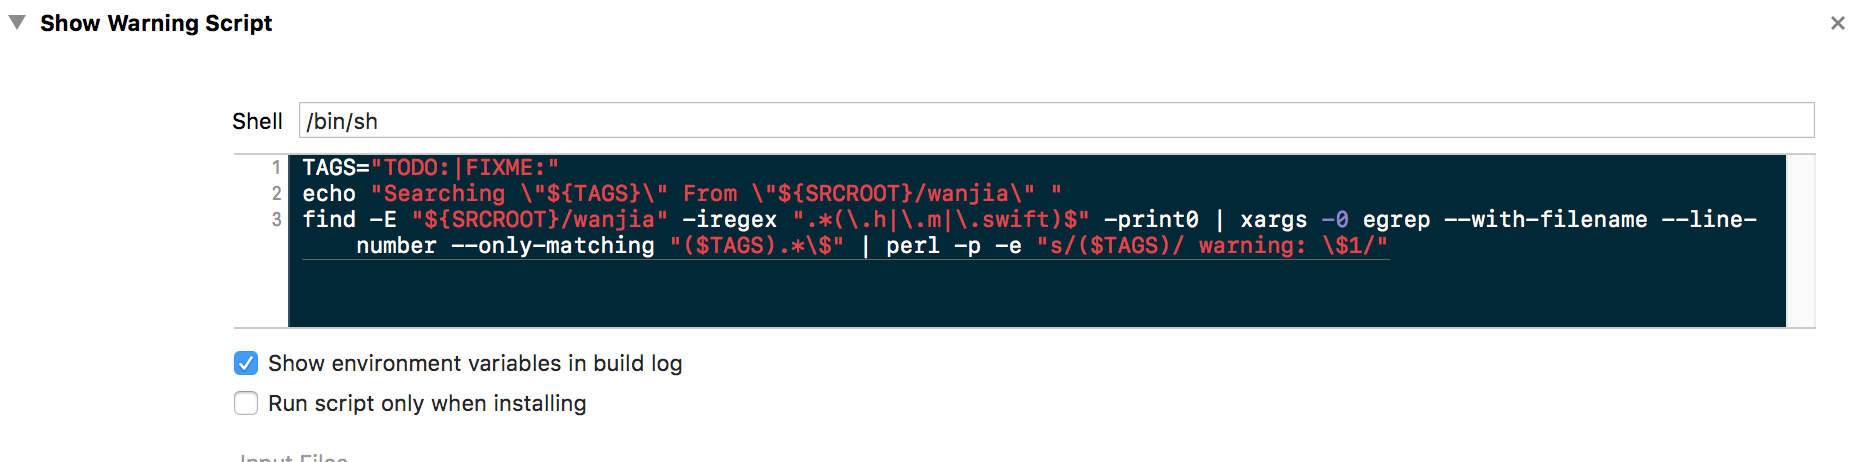 Show Warning Script
Shell /bin/sh
1 TAGS="TODO:|FIXME:"
2 echo "Searching \"${TAGS}\" From \"${SRCROOT}/wanjia\" "
3 find -E "${SRCROOT}/wanjia" -iregex ".*(\.h|\.m|\.swift)$" -print0 | xargs -0 egrep --with-filename --line-
number --only-matching "($TAGS).*\$" | perl -p -e "s/($TAGS)/ warning: \$1/"
Show environment variables in build log
Run script only when installing
Input Files